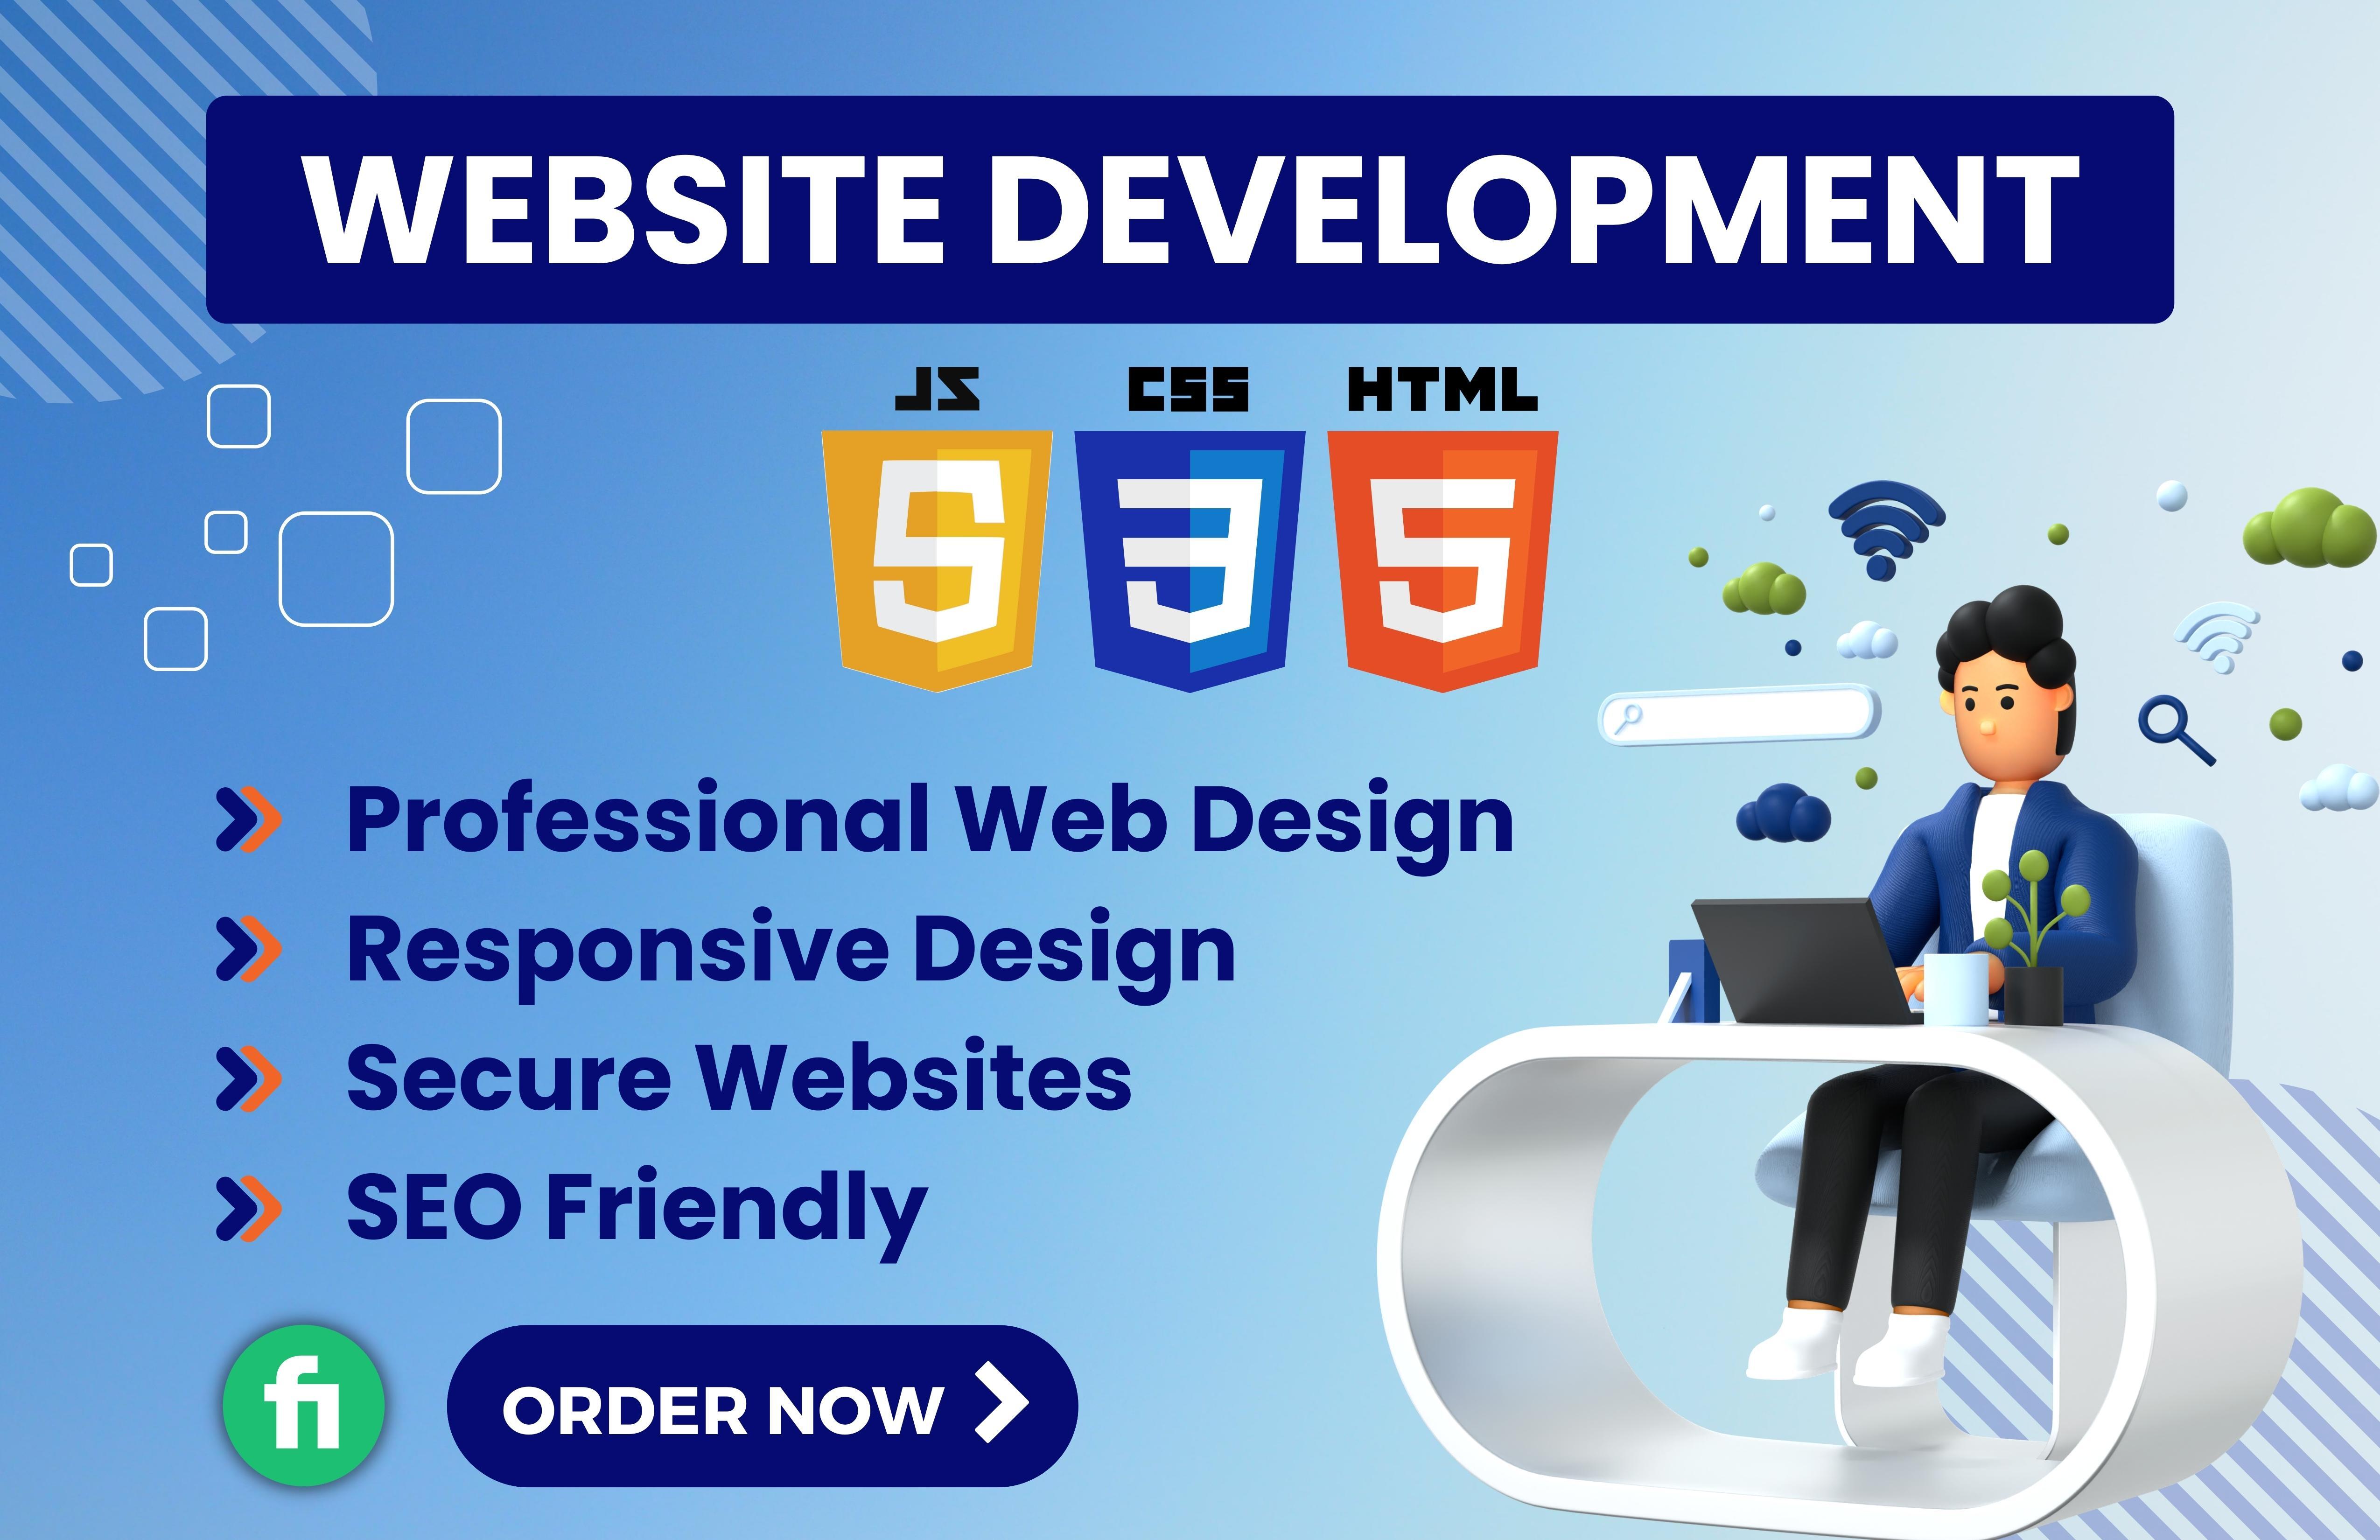 WEBSITE DEVELOPMENT
JS CSS HTML
S 3 5
Professional Web Design
Responsive Design
Secure Websites
SEO Friendly
fi ORDER NOW